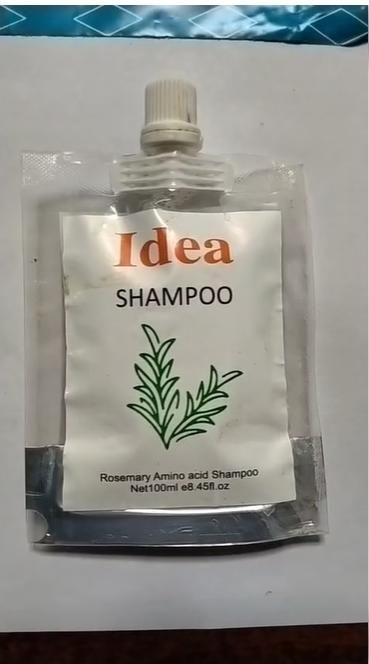 Idea
SHAMPOO
Rosemary Amino acid Shampoo
Net100ml e8.45fl.oz